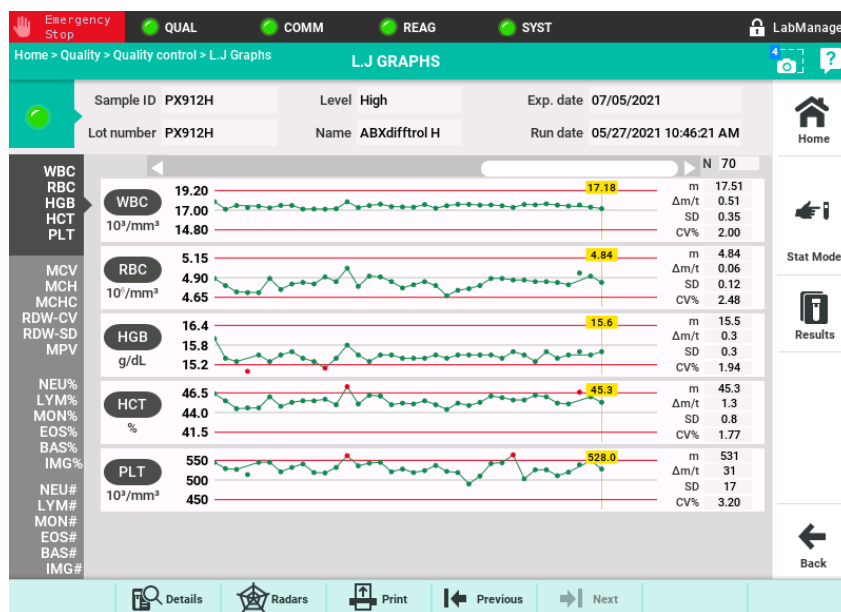 Emergency Stop QUAL COMM REAG SYST LabManage
Home > Quality > Quality control > L.J Graphs
L.J GRAPHS
4 ?
Sample ID PX912H Level High Exp. date 07/05/2021
Lot number PX912H Name ABXdifftrol H Run date 05/27/2021 10:46:21 AM
Home
Stat Mode
Results
Back
WBC
RBC
HGB
HCT
PLT
MCV
MCH
MCHC
RDW-CV
RDW-SD
MPV
NEU%
LYM%
MON%
EOS%
BAS%
IMG%
NEU#
LYM#
MON#
EOS#
BAS#
IMG#
N 70
WBC
10³/mm³
19.20
17.00
14.80
17.18
m 17.51
Δm/t 0.51
SD 0.35
CV% 2.00
RBC
10⁶/mm³
5.15
4.90
4.65
4.84
m 4.84
Δm/t 0.06
SD 0.12
CV% 2.48
HGB
g/dL
16.4
15.8
15.2
15.6
m 15.5
Δm/t 0.3
SD 0.3
CV% 1.94
HCT
%
46.5
44.0
41.5
45.3
m 45.3
Δm/t 1.3
SD 0.8
CV% 1.77
PLT
10³/mm³
550
500
450
528.0
m 531
Δm/t 31
SD 17
CV% 3.20
Details Radars Print Previous Next